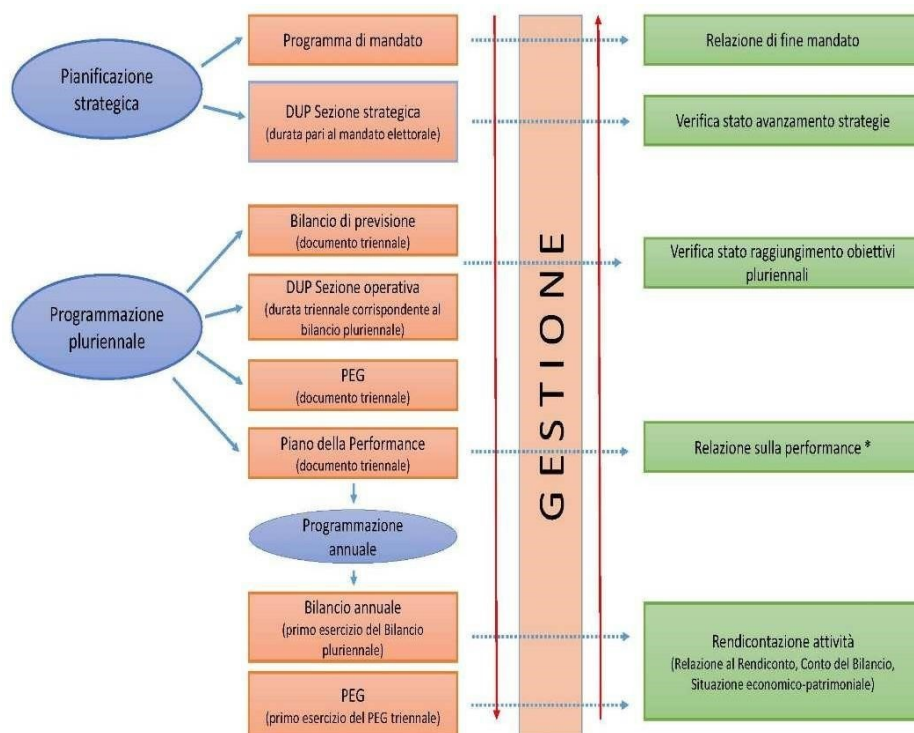 Pianificazione
strategica
Programma di mandato
Relazione di fine mandato
DUP Sezione strategica
(durata pari al mandato elettorale)
Verifica stato avanzamento strategie
Programmazione
pluriennale
Bilancio di previsione
(documento triennale)
DUP Sezione operativa
(durata triennale corrispondente al
bilancio pluriennale)
Verifica stato raggiungimento obiettivi
pluriennali
PEG
(documento triennale)
Piano della Performance
(documento triennale)
Relazione sulla performance *
GESTIONE
Programmazione
annuale
Bilancio annuale
(primo esercizio del Bilancio
pluriennale)
PEG
(primo esercizio del PEG triennale)
Rendicontazione attività
(Relazione al Rendiconto, Conto del Bilancio,
Situazione economico-patrimoniale)